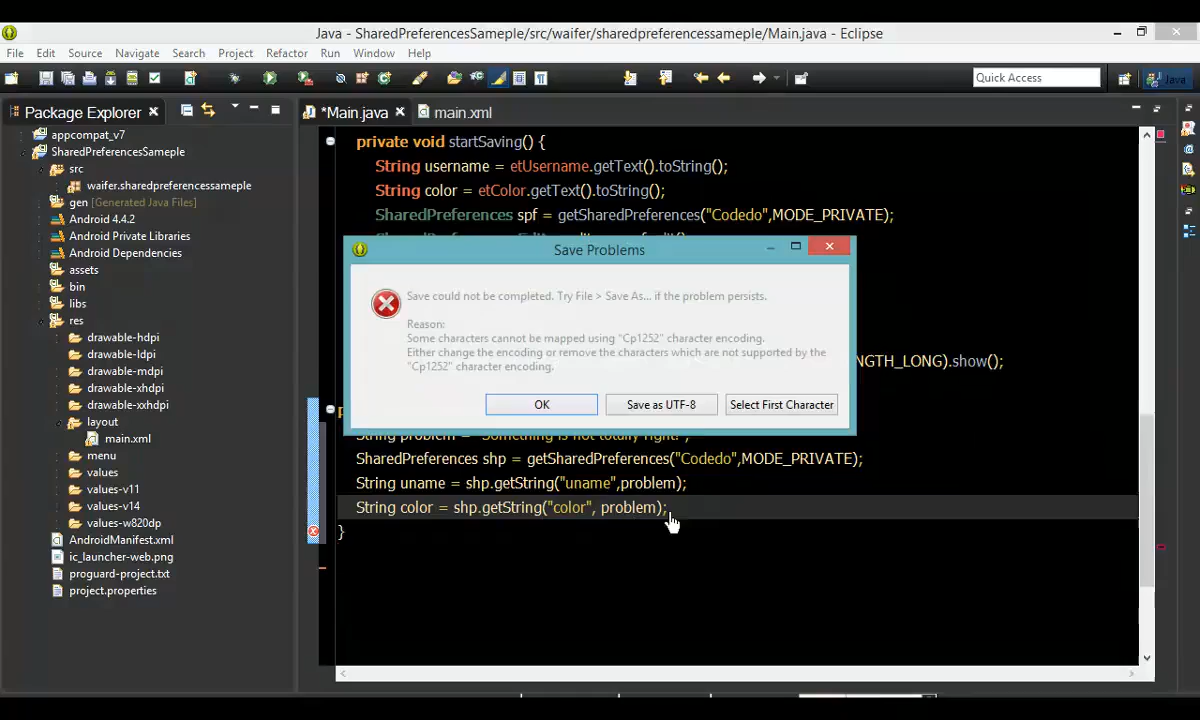 Java - SharedPreferencesSameple/src/waifer/sharedpreferencessameple/Main.java - Eclipse
File Edit Source Navigate Search Project Refactor Run Window Help
Quick Access
Java
Package Explorer
*Main.java
main.xml
appcompat_v7
SharedPreferencesSameple
src
waifer.sharedpreferencessameple
gen [Generated Java Files]
Android 4.4.2
Android Private Libraries
Android Dependencies
assets
bin
libs
res
drawable-hdpi
drawable-ldpi
drawable-mdpi
drawable-xhdpi
drawable-xxhdpi
layout
main.xml
menu
values
values-v11
values-v14
values-w820dp
AndroidManifest.xml
ic_launcher-web.png
proguard-project.txt
project.properties
private void startSaving() {
String username = etUsername.getText().toString();
String color = etColor.getText().toString();
SharedPreferences spf = getSharedPreferences("Codedo",MODE_PRIVATE);
Save Problems
Save could not be completed. Try File > Save As... if the problem persists.
Reason:
Some characters cannot be mapped using "Cp1252" character encoding.
Either change the encoding or remove the characters which are not supported by the
"Cp1252" character encoding.
OK
Save as UTF-8
Select First Character
NGTH_LONG).show();
String problem = "Something is not totally right!";
SharedPreferences shp = getSharedPreferences("Codedo",MODE_PRIVATE);
String uname = shp.getString("uname",problem);
String color = shp.getString("color", problem);
}